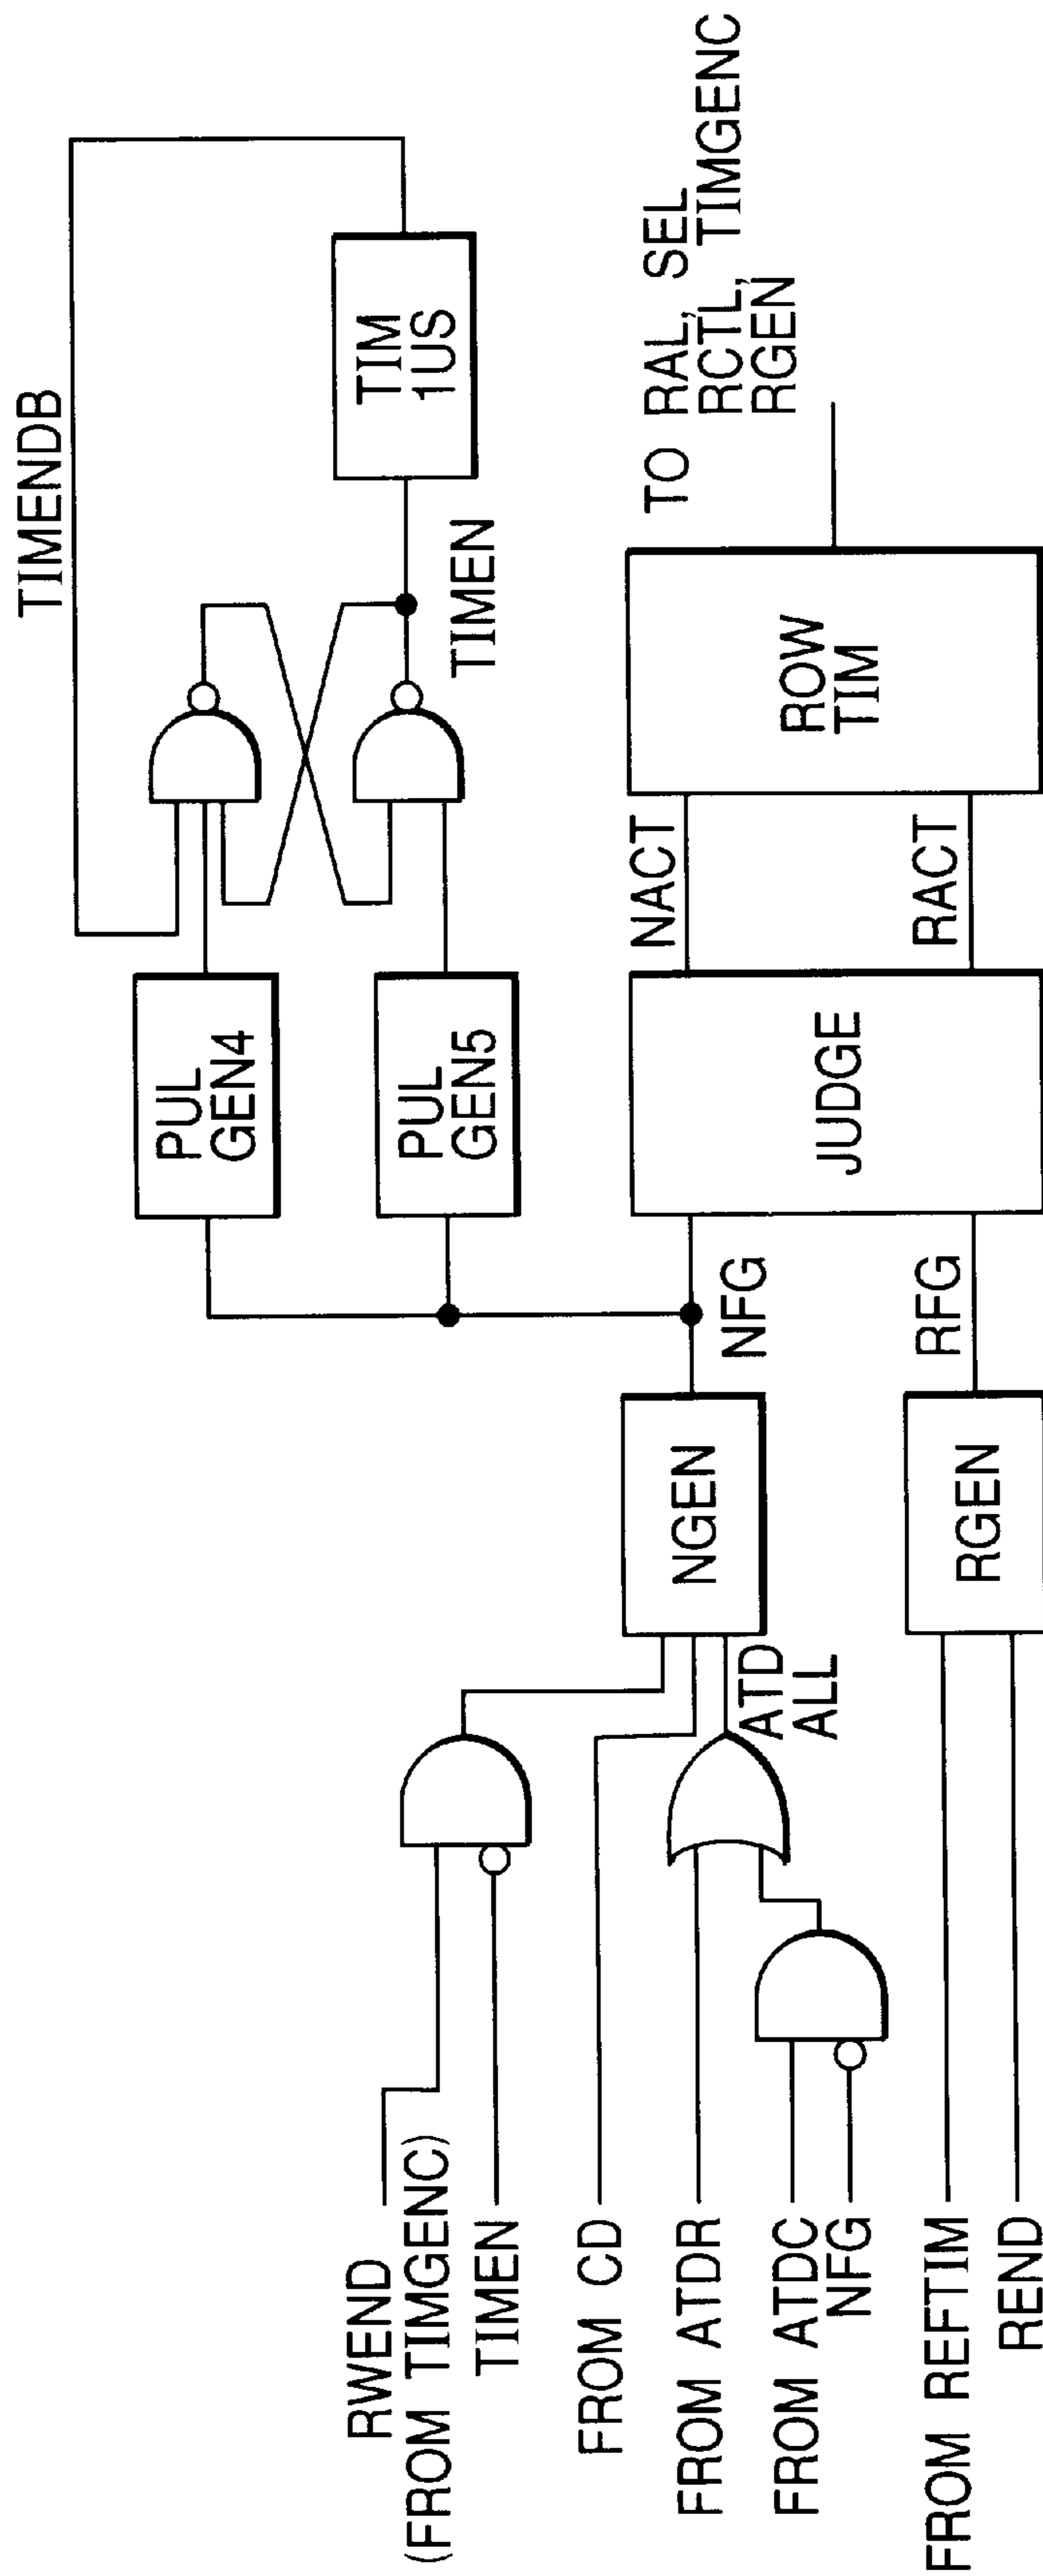 TIMENDB
PUL
GEN4
PUL
GEN5
TIM
1US
TIMEN
RWEND
(FROM TIMGENC)
TIMEN
FROM CD
FROM ATDR
FROM ATDC
NFG
FROM REFTIM
REND
ATD
ALL
NGEN
RGEN
NFG
RFG
JUDGE
NACT
RACT
ROW
TIM
TO RAL, SEL
RCTL, TIMGENC
RGEN